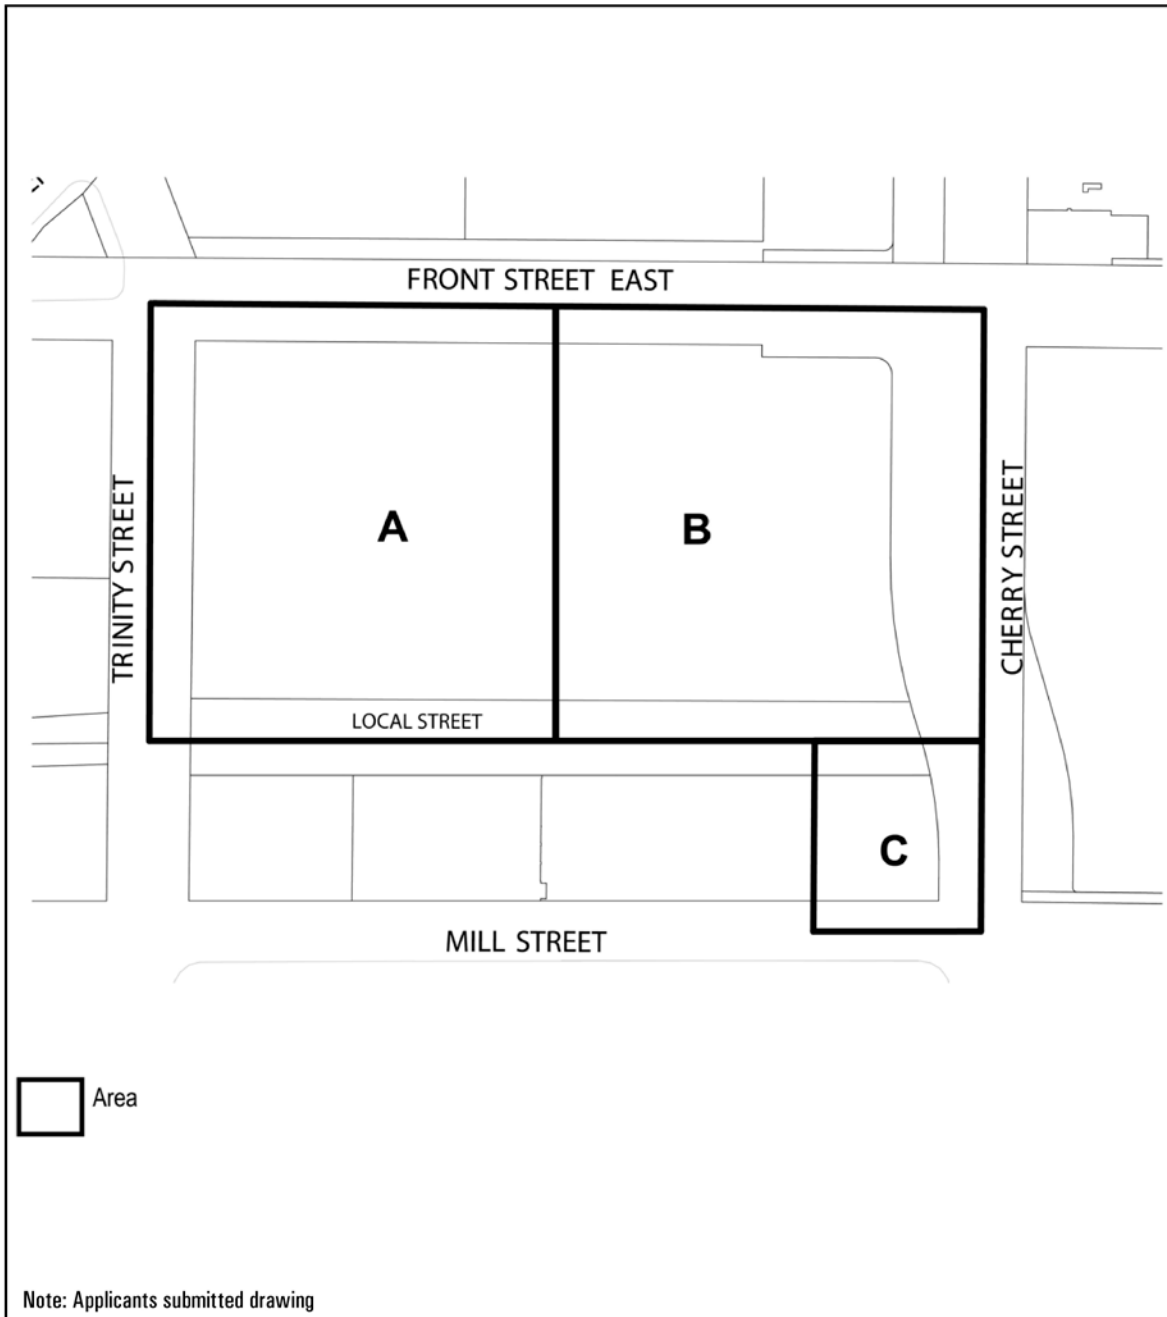 FRONT STREET EAST
A
B
TRINITY STREET
CHERRY STREET
LOCAL STREET
C
MILL STREET
Area
Note: Applicants submitted drawing